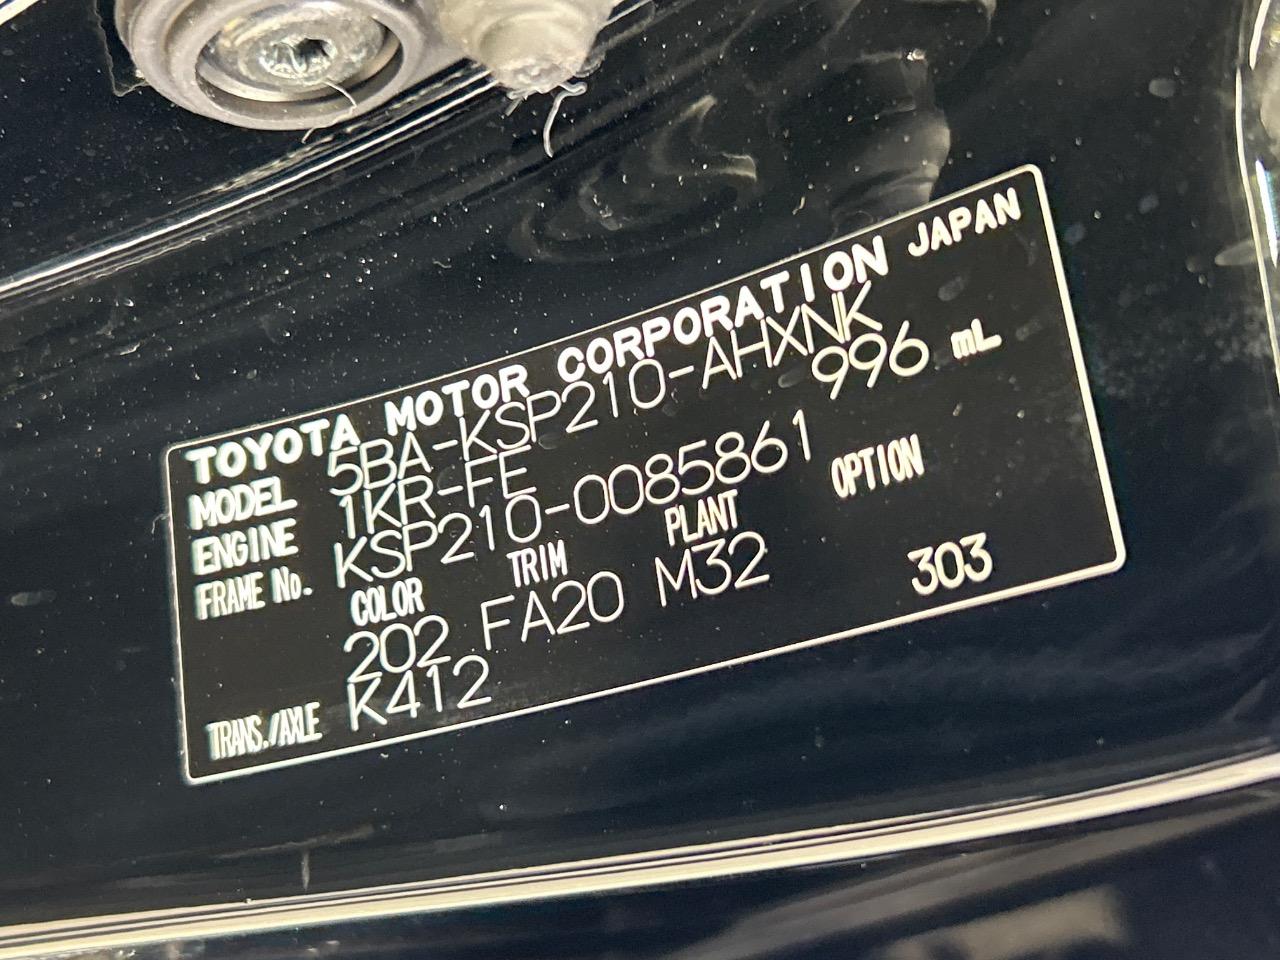 TOYOTA MOTOR CORPORATION JAPAN
MODEL 5BA-KSP210-AHXNK
ENGINE 1KR-FE 996 mL
FRAME No. KSP210-0085861
COLOR TRIM PLANT OPTION
202 FA20 M32 303
TRANS./AXLE K412